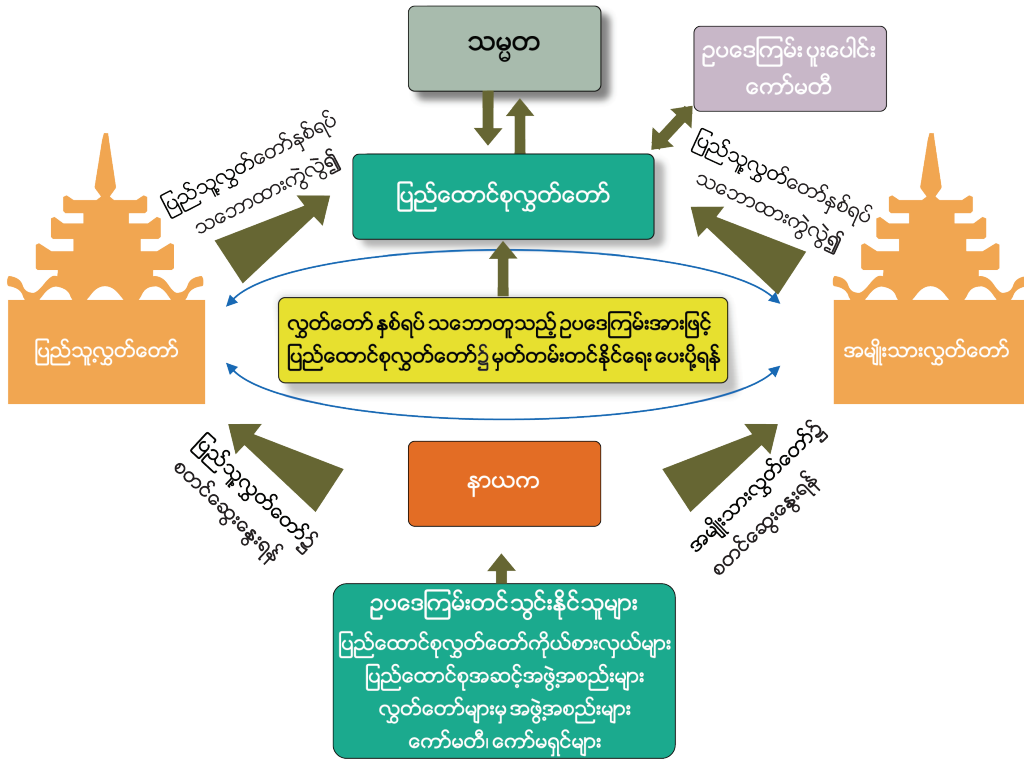 သမ္မတ
ဥပဒေကြမ်း ပူးပေါင်း
ကော်မတီ
ပြည်သူ့လွှတ်တော်နှစ်ရပ်
သဘောထားကွဲလွဲ၍
ပြည်သူ့လွှတ်တော်နှစ်ရပ်
သဘောထားကွဲလွဲ၍
ပြည်ထောင်စုလွှတ်တော်
လွှတ်တော် နှစ်ရပ် သဘောတူသည့် ဥပဒေကြမ်းအားဖြင့်
ပြည်ထောင်စုလွှတ်တော်၌ မှတ်တမ်းတင်နိုင်ရေး ပေးပို့ရန်
ပြည်သူ့လွှတ်တော်
အမျိုးသားလွှတ်တော်
ပြည်သူ့လွှတ်တော်၌
စတင်ဆွေးနွေးရန်
နာယက
အမျိုးသားလွှတ်တော်၌
စတင်ဆွေးနွေးရန်
ဥပဒေကြမ်းတင် သွင်းနိုင်သူများ
ပြည်ထောင်စုလွှတ်တော်ကိုယ်စားလှယ်များ
ပြည်ထောင်စုအဆင့်အဖွဲ့အစည်းများ
လွှတ်တော်များမှ အဖွဲ့အစည်းများ
ကော်မတီ၊ ကော်မရှင်များ